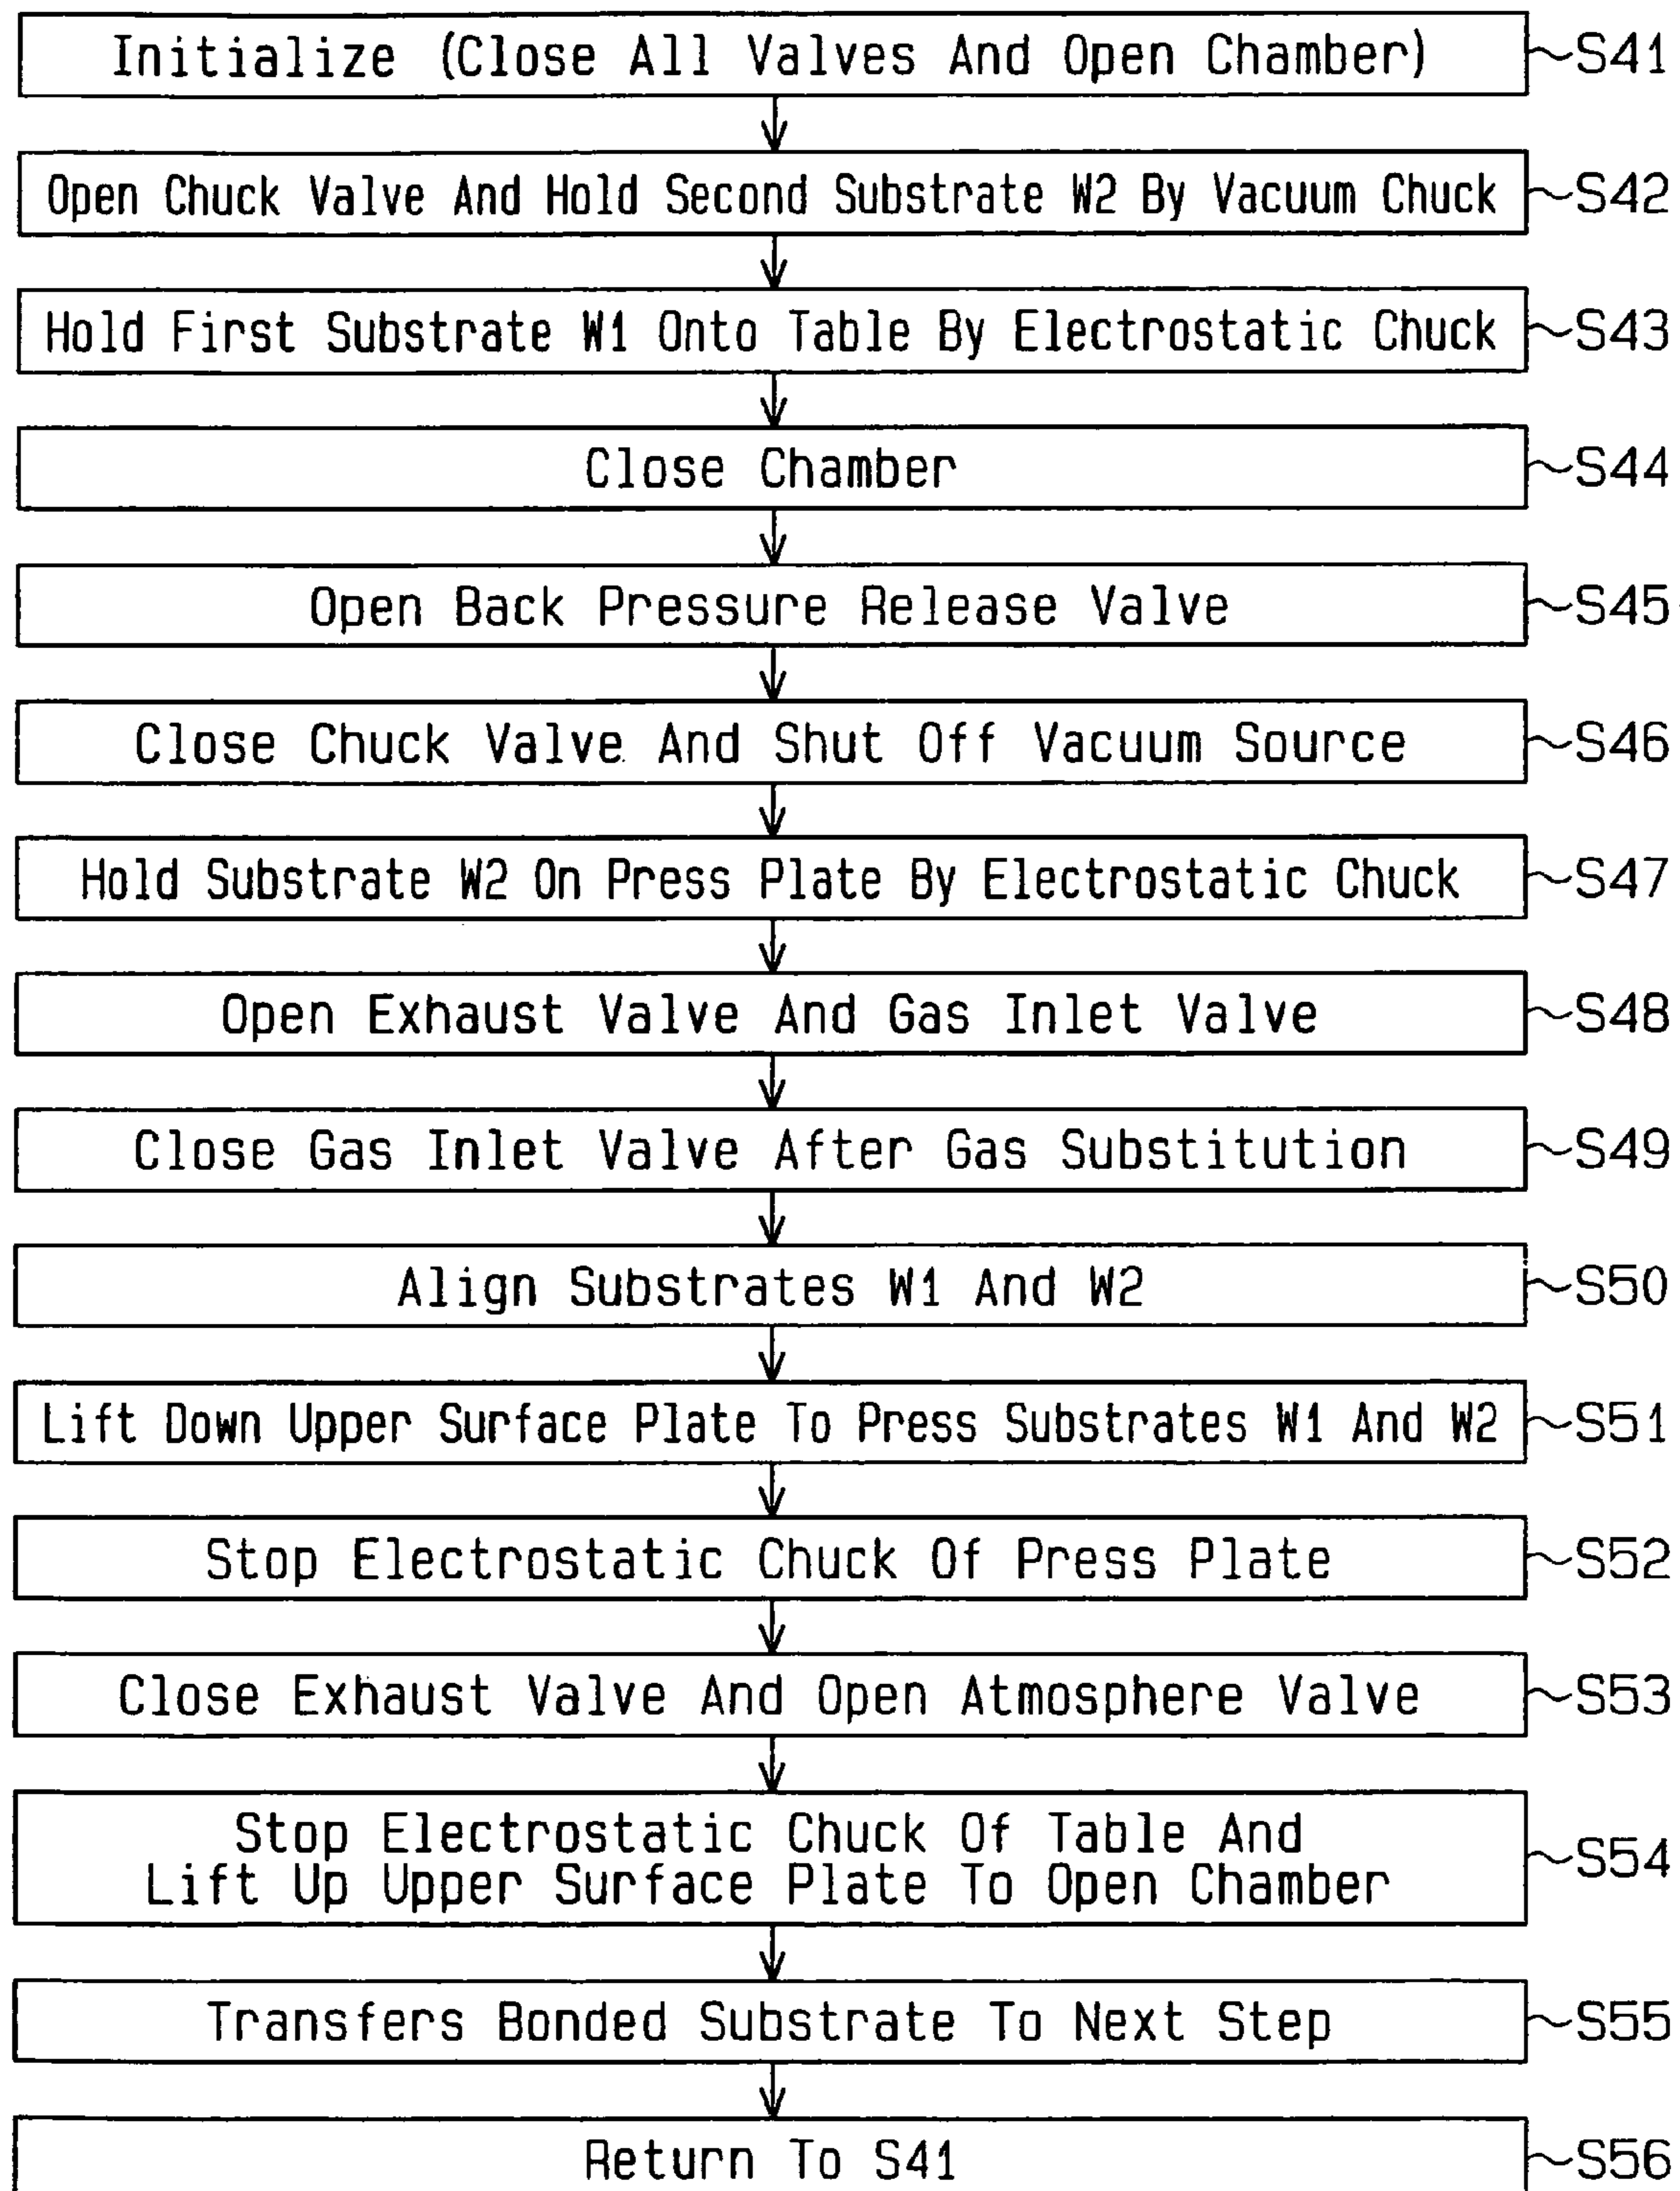 Initialize (Close All Valves And Open Chamber) S41
Open Chuck Valve And Hold Second Substrate W2 By Vacuum Chuck S42
Hold First Substrate W1 Onto Table By Electrostatic Chuck S43
Close Chamber S44
Open Back Pressure Release Valve S45
Close Chuck Valve And Shut Off Vacuum Source S46
Hold Substrate W2 On Press Plate By Electrostatic Chuck S47
Open Exhaust Valve And Gas Inlet Valve S48
Close Gas Inlet Valve After Gas Substitution S49
Align Substrates W1 And W2 S50
Lift Down Upper Surface Plate To Press Substrates W1 And W2 S51
Stop Electrostatic Chuck Of Press Plate S52
Close Exhaust Valve And Open Atmosphere Valve S53
Stop Electrostatic Chuck Of Table And
Lift Up Upper Surface Plate To Open Chamber S54
Transfers Bonded Substrate To Next Step S55
Return To S41 S56